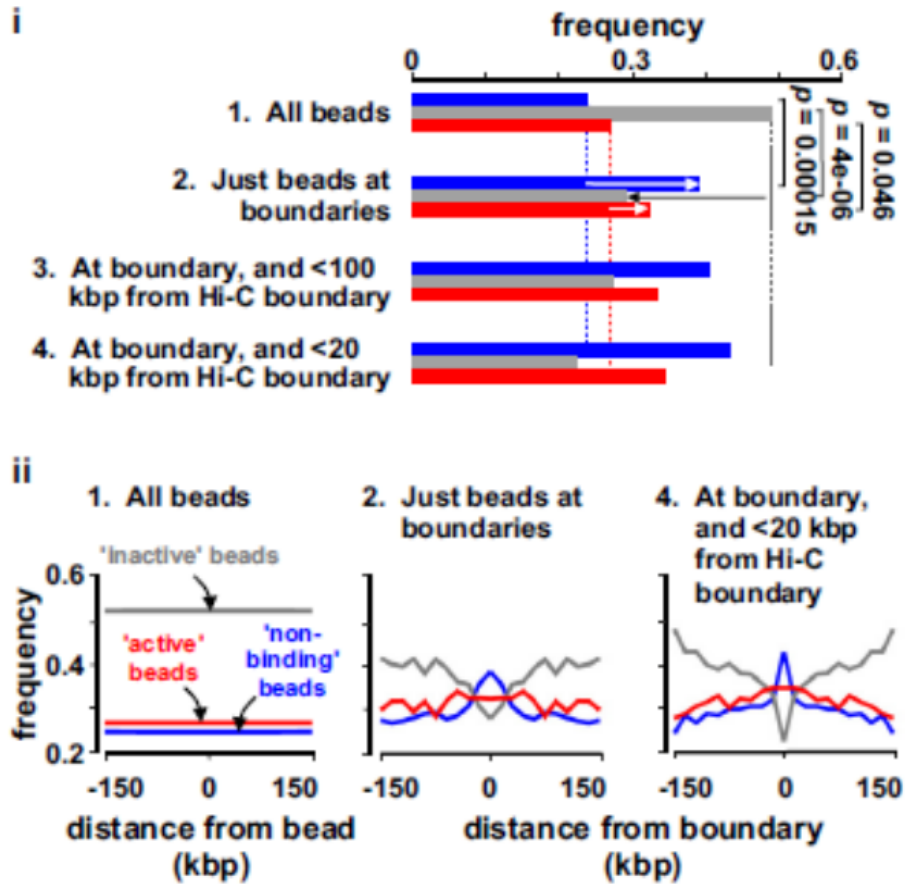 i
frequency
0 0.3 0.6
1. All beads
2. Just beads at
boundaries
3. At boundary, and <100
kbp from Hi-C boundary
4. At boundary, and <20
kbp from Hi-C boundary
p = 0.046
p = 4e-06
p = 0.00015
ii
1. All beads
2. Just beads at
boundaries
4. At boundary,
and <20 kbp
from Hi-C
boundary
'inactive' beads
'active'
beads
'non-
binding'
beads
frequency
0.6
0.4
0.2
-150 0 150
-150 0 150
-150 0 150
distance from bead
(kbp)
distance from boundary
(kbp)